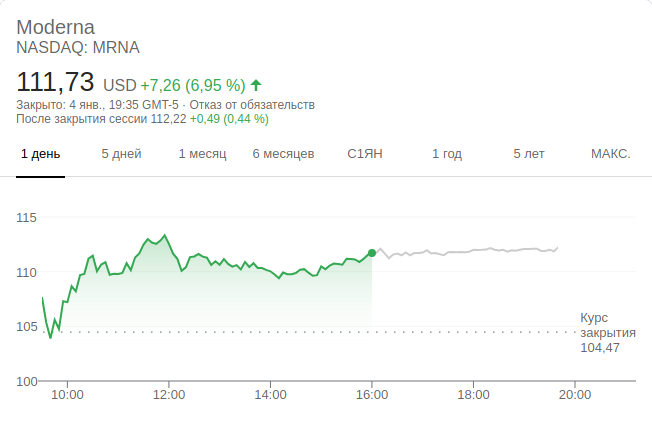 Moderna
NASDAQ: MRNA
111,73 USD +7,26 (6,95 %)
Закрыто: 4 янв., 19:35 GMT-5 · Отказ от обязательств
После закрытия сессии 112,22 +0,49 (0,44 %)
1 день 5 дней 1 месяц 6 месяцев С1ЯН 1 год 5 лет МАКС.
115
110
105
100
Курс
закрытия
104,47
10:00 12:00 14:00 16:00 18:00 20:00